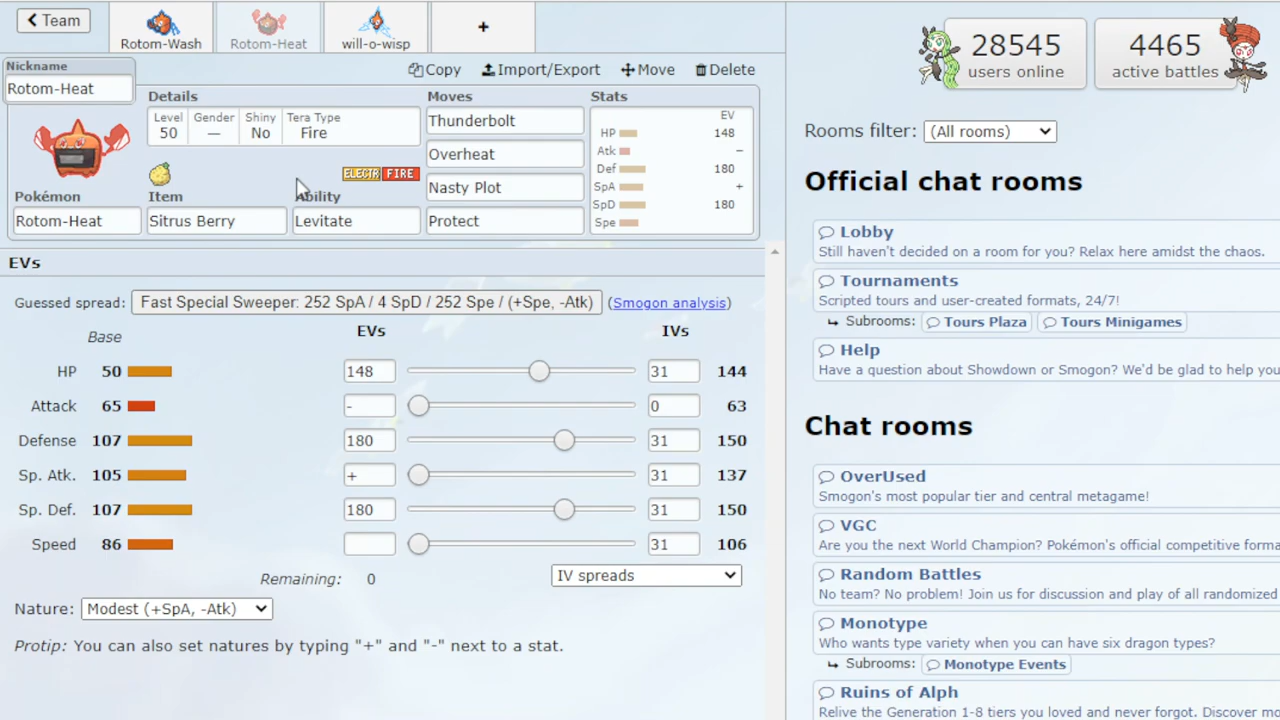 Team
Rotom-Wash
Rotom-Heat
will-o-wisp
+
Copy
Import/Export
Move
Delete
Nickname
Rotom-Heat
Details
Level
50
Gender
—
Shiny
No
Tera Type
Fire
ELECTR FIRE
Pokémon
Rotom-Heat
Item
Sitrus Berry
Ability
Levitate
Moves
Thunderbolt
Overheat
Nasty Plot
Protect
Stats
EV
HP 148
Atk −
Def 180
SpA +
SpD 180
Spe
EVs
Guessed spread: Fast Special Sweeper: 252 SpA / 4 SpD / 252 Spe / (+Spe, -Atk) (Smogon analysis)
Base EVs IVs
HP 50 148 31 144
Attack 65 - 0 63
Defense 107 180 31 150
Sp. Atk. 105 + 31 137
Sp. Def. 107 180 31 150
Speed 86 31 106
Remaining: 0 IV spreads
Nature: Modest (+SpA, -Atk)
Protip: You can also set natures by typing "+" and "-" next to a stat.
28545
users online
4465
active battles
Rooms filter: (All rooms)
Official chat rooms
Lobby
Still haven't decided on a room for you? Relax here amidst the chaos.
Tournaments
Scripted tours and user-created formats, 24/7!
Subrooms: Tours Plaza Tours Minigames
Help
Have a question about Showdown or Smogon? We'd be glad to help you
Chat rooms
OverUsed
Smogon's most popular tier and central metagame!
VGC
Are you the next World Champion? Pokémon's official competitive forma
Random Battles
No team? No problem! Join us for discussion and play of all randomized
Monotype
Who wants type variety when you can have six dragon types?
Subrooms: Monotype Events
Ruins of Alph
Relive the Generation 1-8 tiers you loved and never forgot. Discover mo